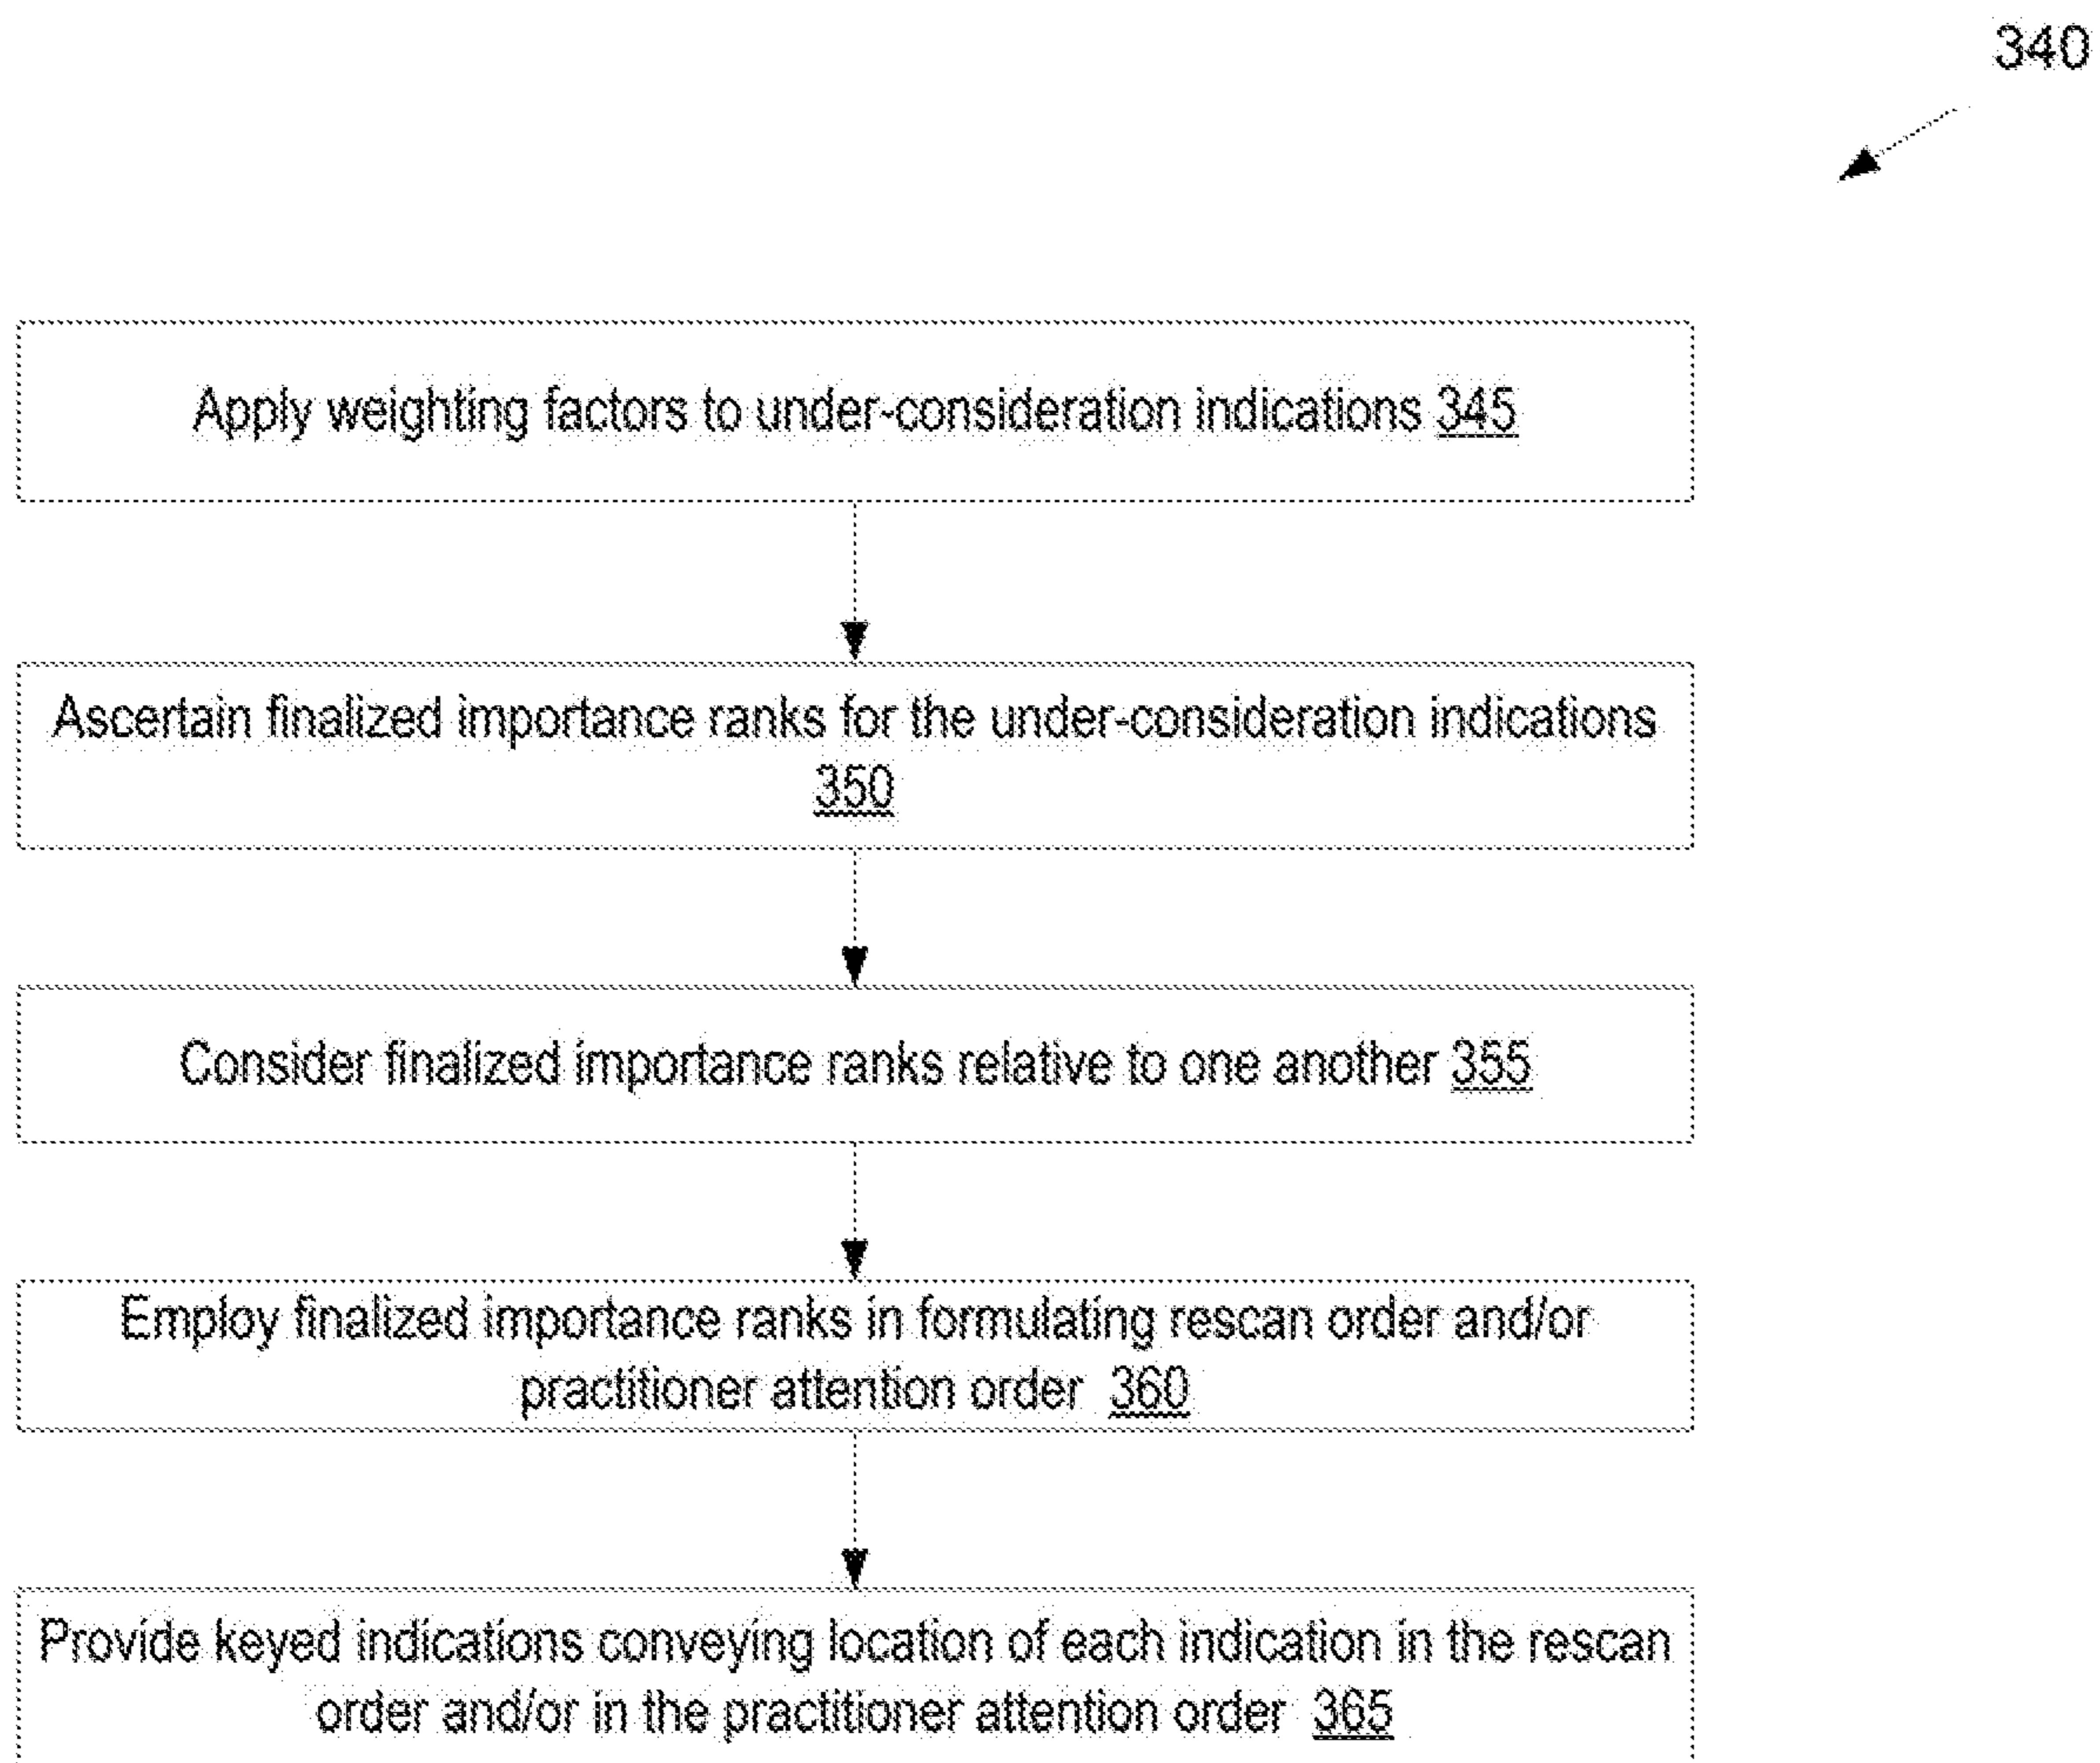 340
Apply weighting factors to under-consideration indications 345
Ascertain finalized importance ranks for the under-consideration indications
350
Consider finalized importance ranks relative to one another 355
Employ finalized importance ranks in formulating rescan order and/or
practitioner attention order 360
Provide keyed indications conveying location of each indication in the rescan
order and/or in the practitioner attention order 365